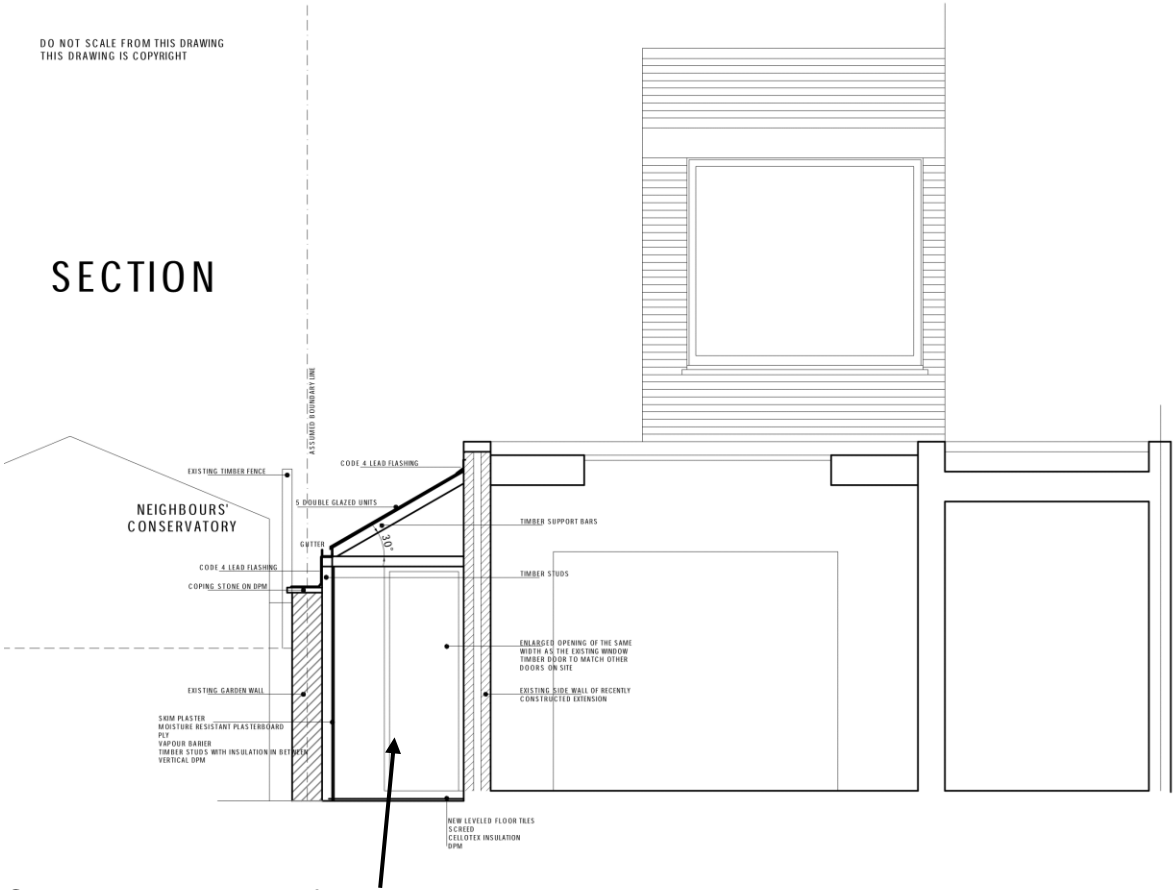 DO NOT SCALE FROM THIS DRAWING
THIS DRAWING IS COPYRIGHT
SECTION
ASSUMED BOUNDARY LINE
CODE 4 LEAD FLASHING
EXISTING TIMBER FENCE
5 DOUBLE GLAZED UNITS
NEIGHBOURS'
CONSERVATORY
TIMBER SUPPORT BARS
30°
GUTTER
CODE 4 LEAD FLASHING
TIMBER STUDS
COPING STONE ON DPM
ENLARGED OPENING OF THE SAME
WIDTH AS THE EXISTING WINDOW
TIMBER DOOR TO MATCH OTHER
DOORS ON SITE
EXISTING GARDEN WALL
EXISTING SIDE WALL OF RECENTLY
CONSTRUCTED EXTENSION
SKIM PLASTER
MOISTURE RESISTANT PLASTERBOARD
PLY
VAPOUR BARIER
TIMBER STUDS WITH INSULATION IN BETWEEN
VERTICAL DPM
NEW LEVELED FLOOR TILES
SCREED
CELLOTEX INSULATION
DPM